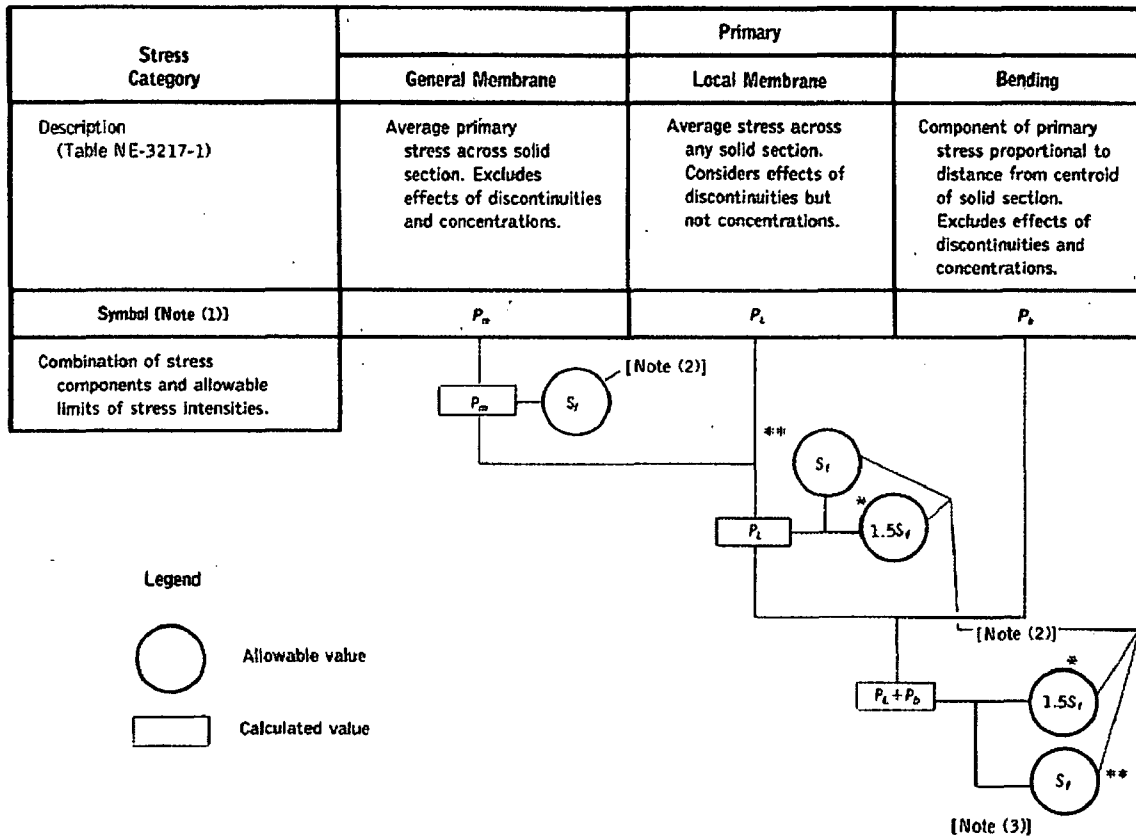 Stress
Category
Primary
General Membrane
Local Membrane
Bending
Description
(Table NE-3217-1)
Average primary
stress across solid
section. Excludes
effects of discontinuities
and concentrations.
Average stress across
any solid section.
Considers effects of
discontinuities but
not concentrations.
Component of primary
stress proportional to
distance from centroid
of solid section.
Excludes effects of
discontinuities and
concentrations.
Symbol [Note (1)]
Pm
PL
Pb
Combination of stress
components and allowable
limits of stress intensities.
Pm
Sf
[Note (2)]
**
Sf
PL
*
1.5Sf
Legend
Allowable value
Calculated value
[Note (2)]
PL + Pb
*
1.5Sf
Sf
**
[Note (3)]